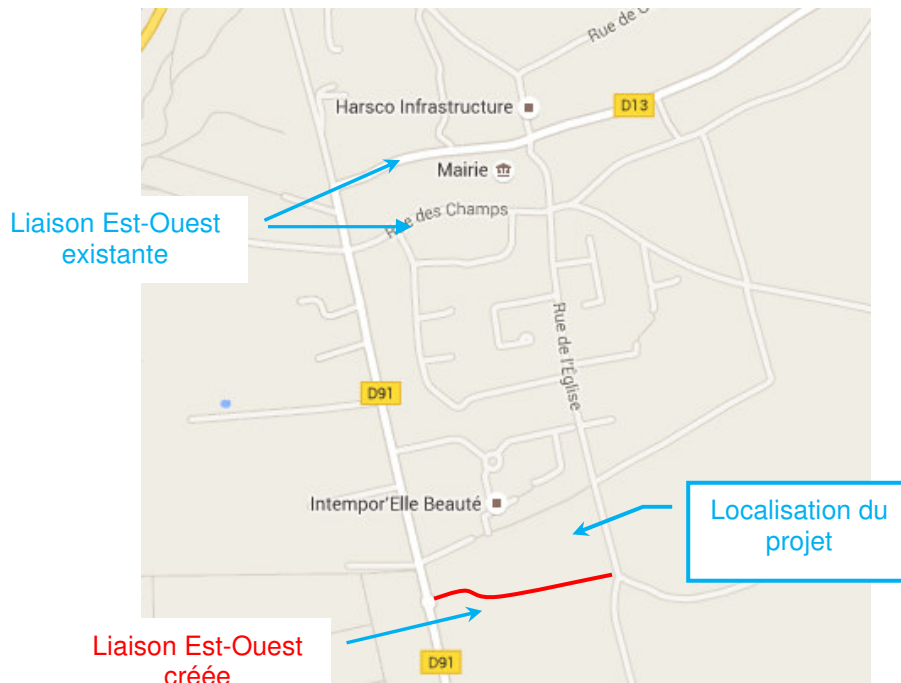 Rue de
Harsco Infrastructure
D13
Mairie
Liaison Est-Ouest
existante
Rue des Champs
Rue de l'Église
D91
Intempor'Elle Beauté
Localisation du
projet
Liaison Est-Ouest
créée
D91